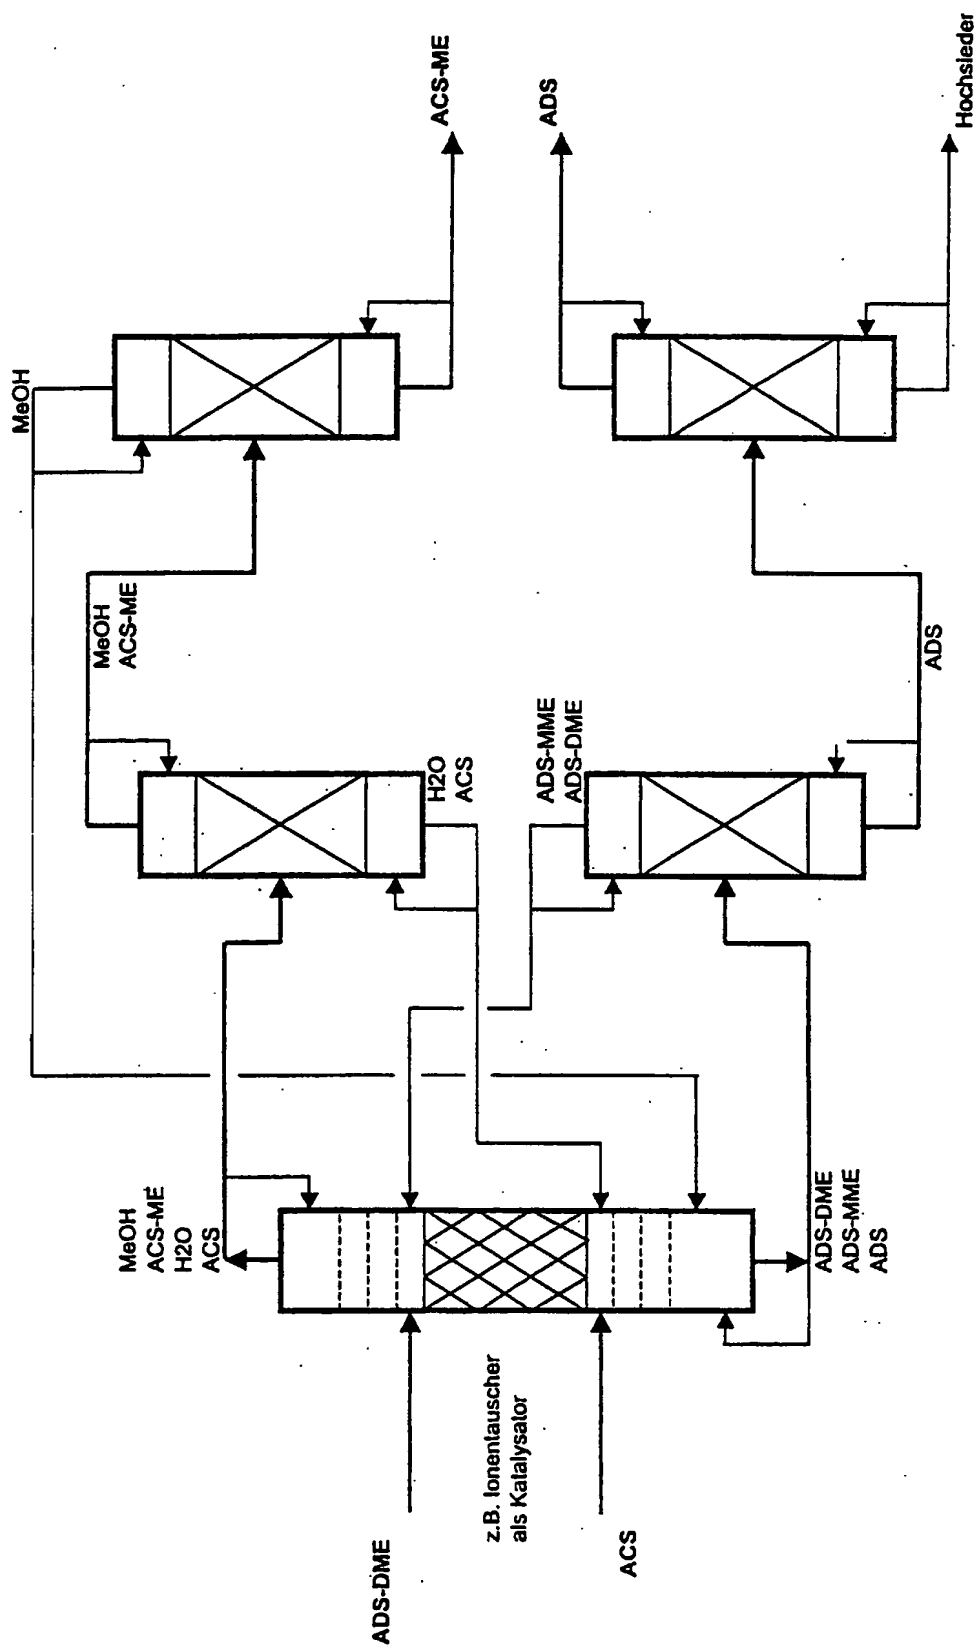 MeOH
ACS-ME
MeOH
ACS-ME
ADS
H2O
ACS
ADS-MME
ADS-DME
ADS
Hochsieder
MeOH
ACS-ME
H2O
ACS
ADS-DME
ADS-MME
ADS
z.B. Ionentauscher
als Katalysator
ADS-DME
ACS